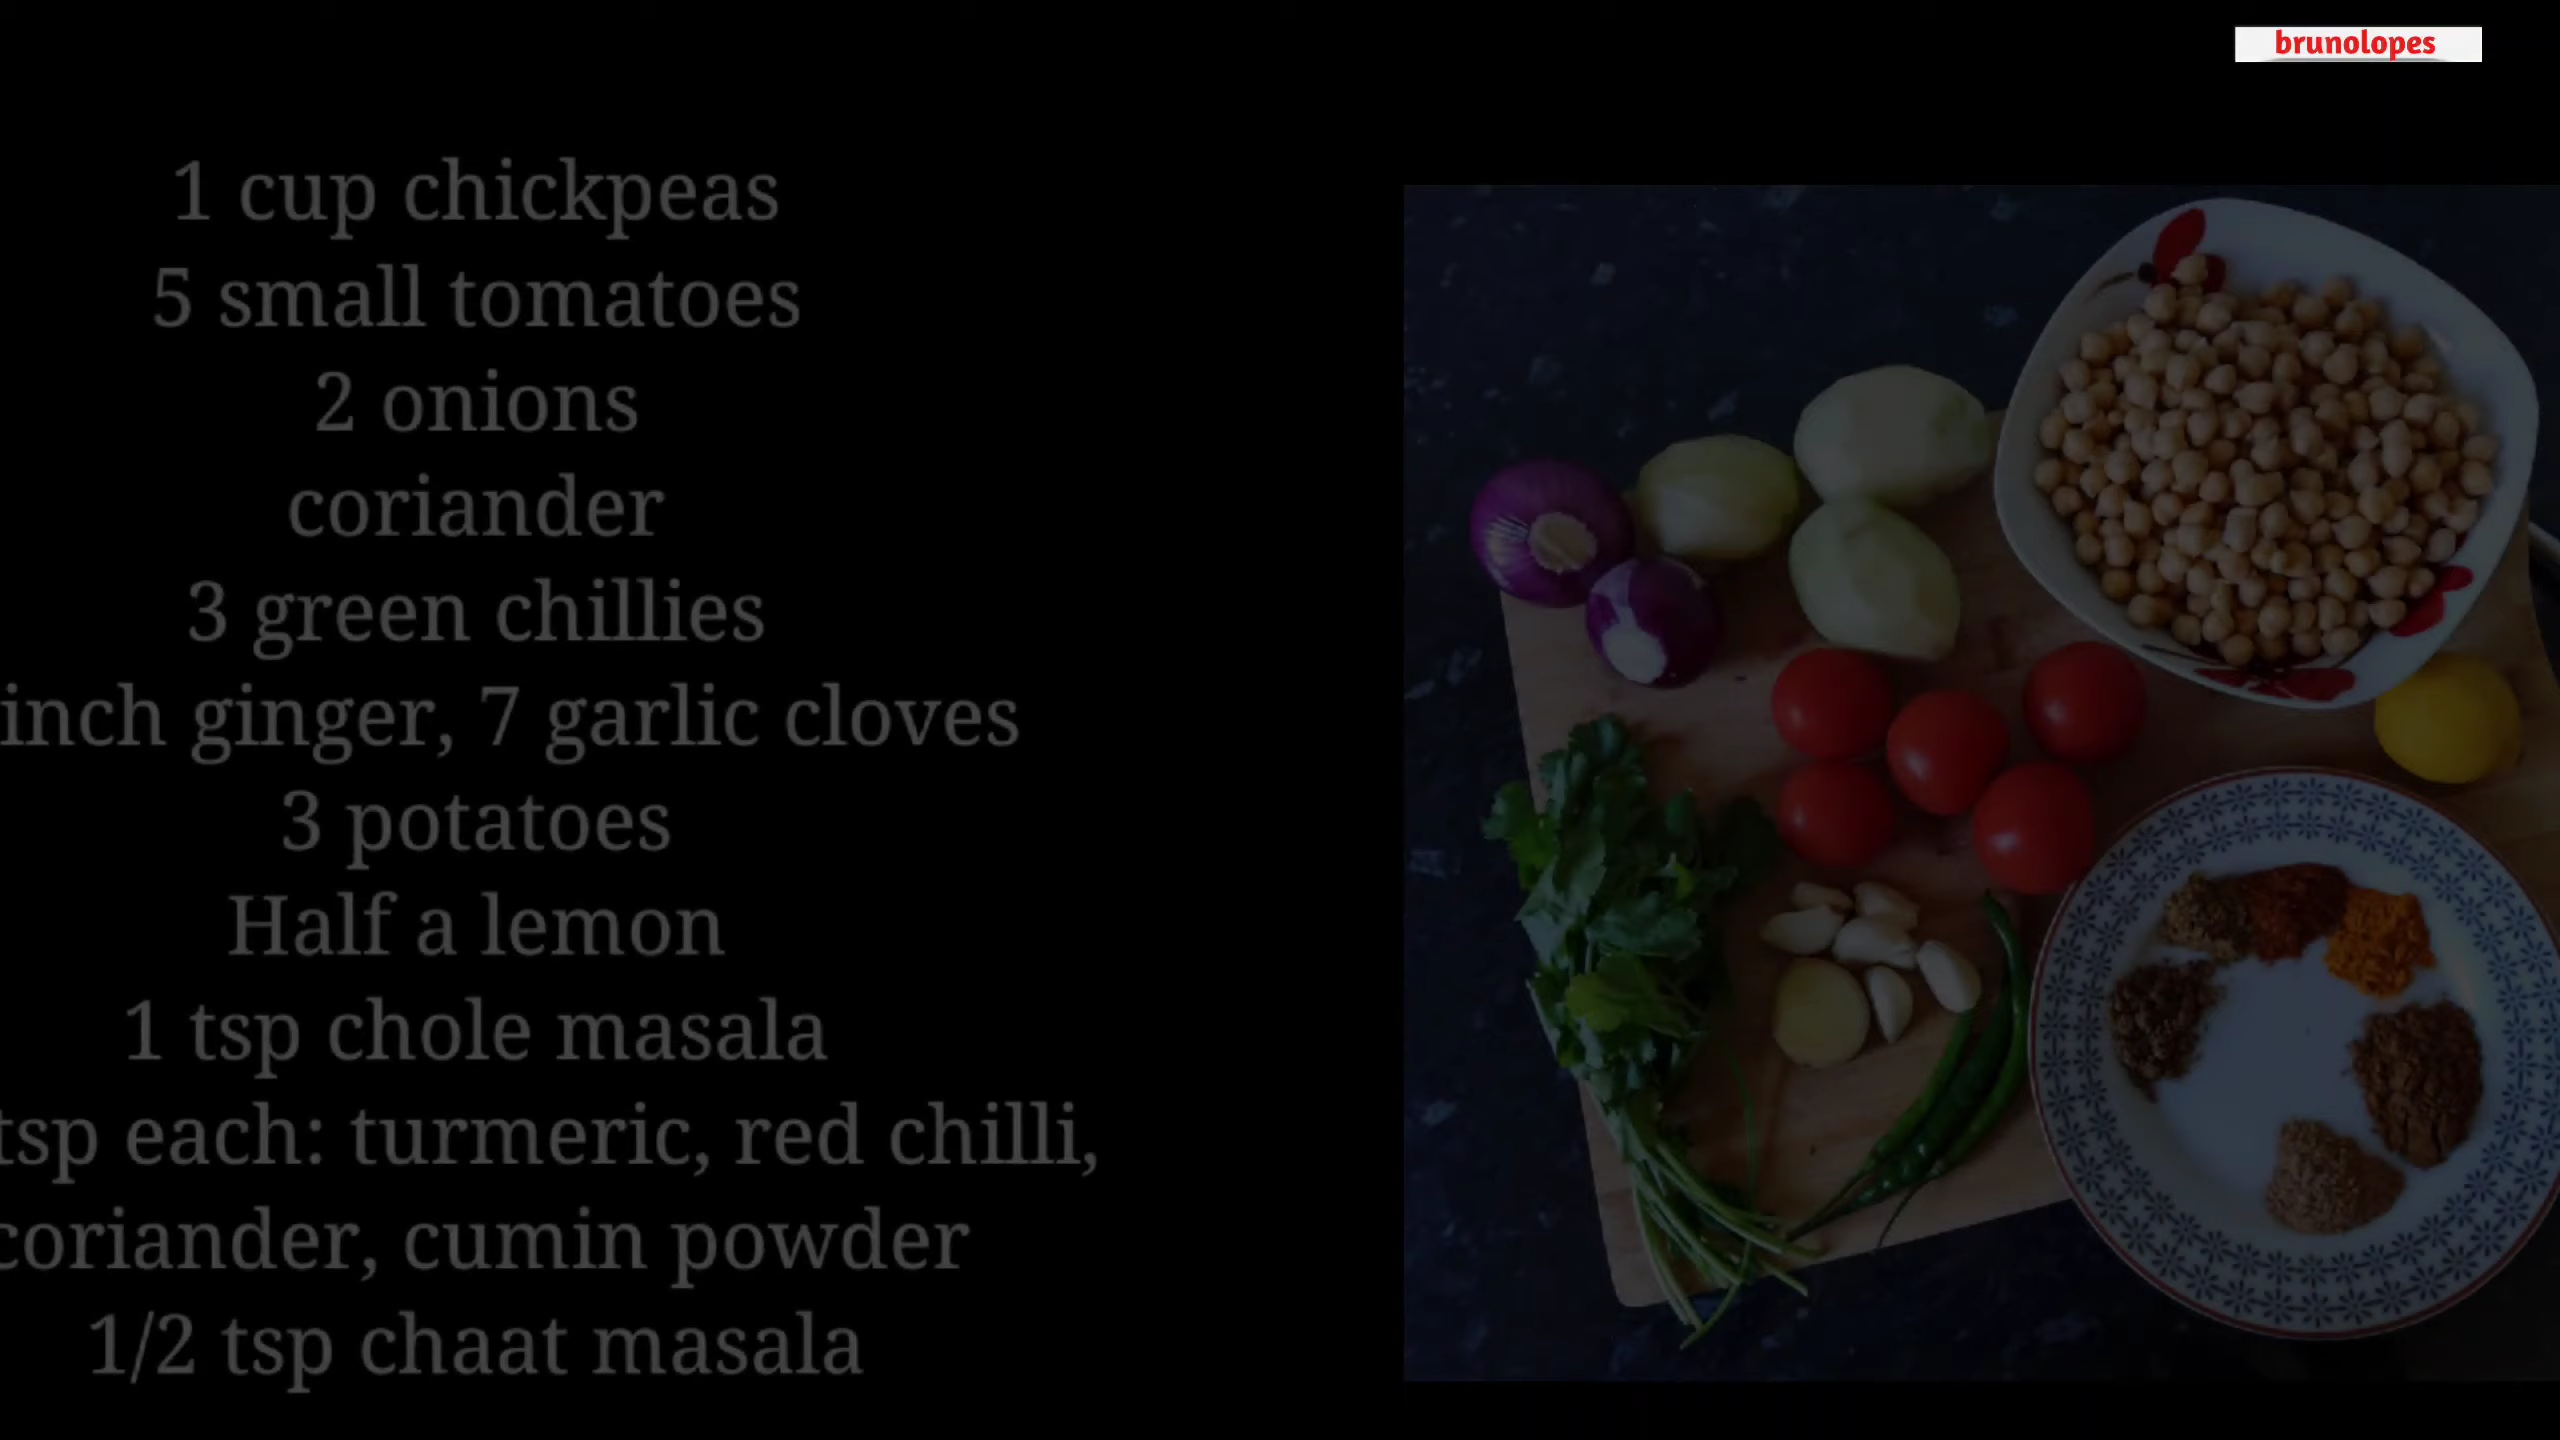 brunolopes
1 cup chickpeas
5 small tomatoes
2 onions
coriander
3 green chillies
inch ginger, 7 garlic cloves
3 potatoes
Half a lemon
1 tsp chole masala
tsp each: turmeric, red chilli,
coriander, cumin powder
1/2 tsp chaat masala